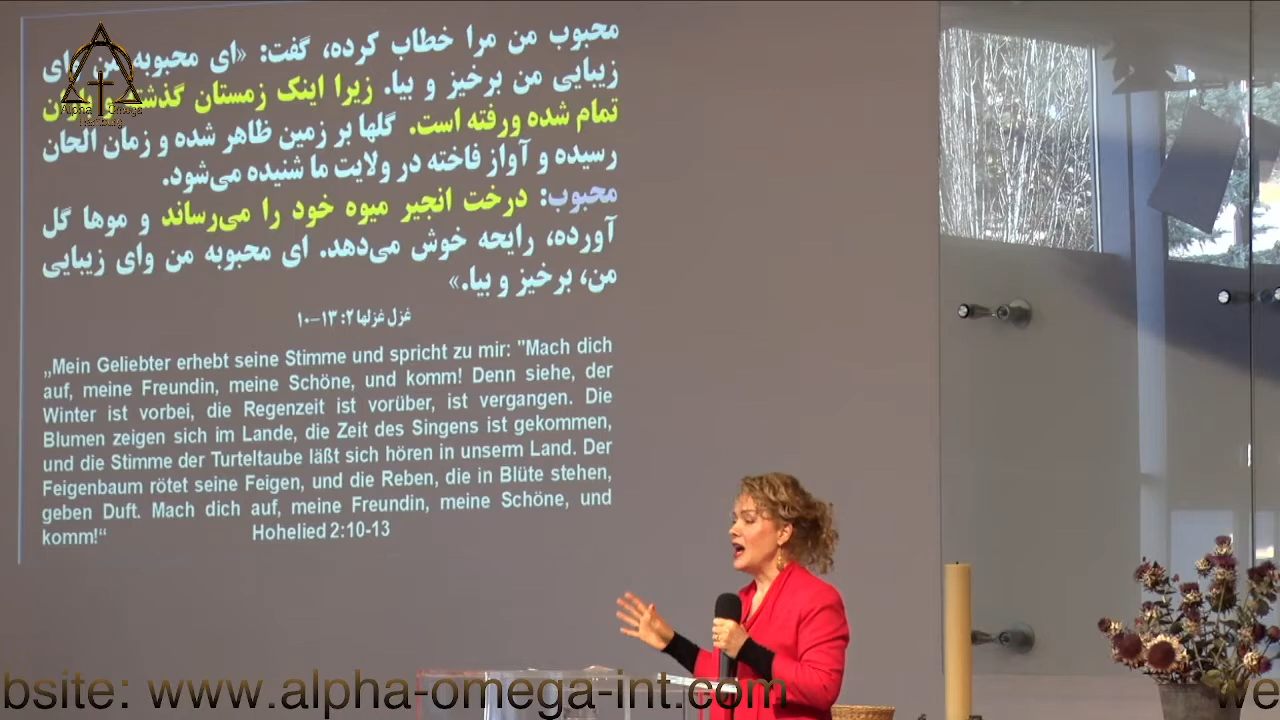 محبوب من مرا خطاب کرده، گفت: «ای محبوبه من وای
زیبایی من برخیز و بیا. زیرا اینک زمستان گذشته و باران
تمام شده ورفته است. گلها بر زمین ظاهر شده و زمان الحان
رسیده و آواز فاخته در ولایت ما شنیده می‌شود.
محبوب: درخت انجیر میوه خود را می‌رساند و موها گل
آورده، رایحه خوش می‌دهد. ای محبوبه من وای زیبایی
من، برخیز و بیا.»
غزل غزلها ۲: ۱۳-۱۰
„Mein Geliebter erhebt seine Stimme und spricht zu mir: "Mach dich
auf, meine Freundin, meine Schöne, und komm! Denn siehe, der
Winter ist vorbei, die Regenzeit ist vorüber, ist vergangen. Die
Blumen zeigen sich im Lande, die Zeit des Singens ist gekommen,
und die Stimme der Turteltaube läßt sich hören in unserm Land. Der
Feigenbaum rötet seine Feigen, und die Reben, die in Blüte stehen,
geben Duft. Mach dich auf, meine Freundin, meine Schöne, und
komm!“ Hohelied 2:10-13
Alpha Omega
Hamburg
bsite: www.alpha-omega-int.com we